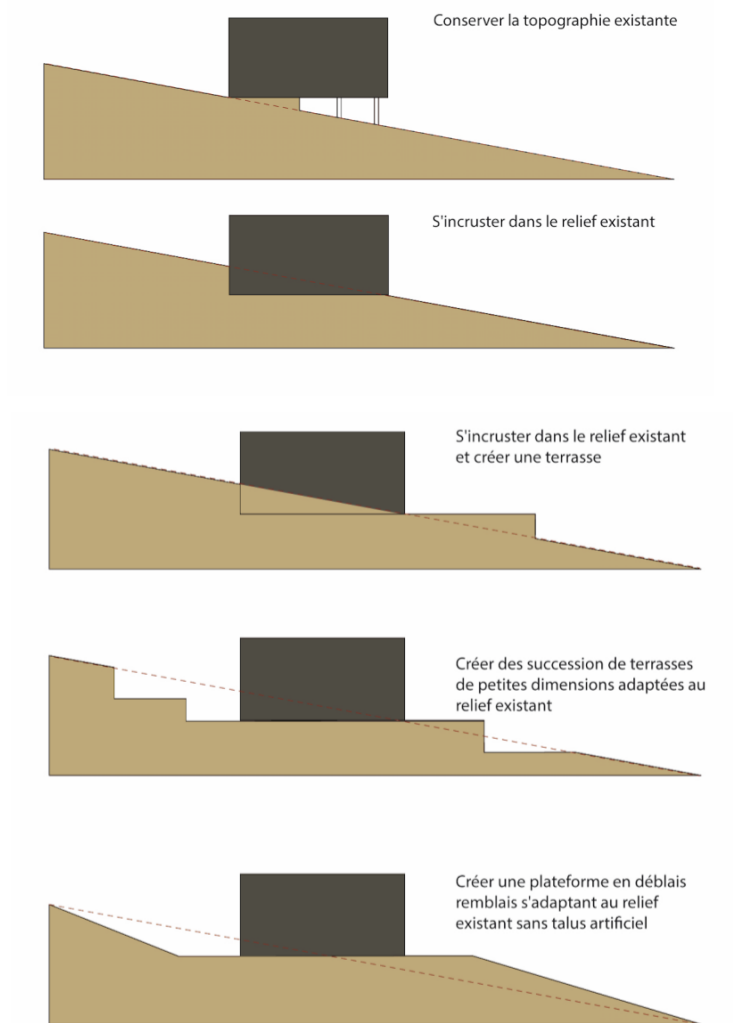 Conserver la topographie existante
S'incruster dans le relief existant
S'incruster dans le relief existant
et créer une terrasse
Créer des succession de terrasses
de petites dimensions adaptées au
relief existant
Créer une plateforme en déblais
remblais s'adaptant au relief
existant sans talus artificiel